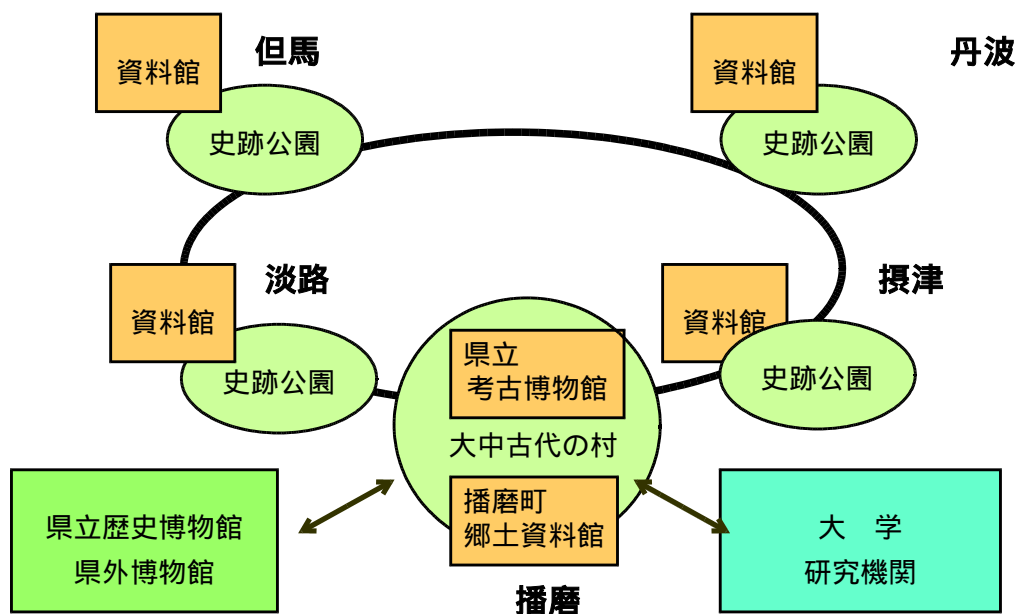 但馬
資料館
史跡公園
丹波
資料館
史跡公園
淡路
資料館
史跡公園
摂津
資料館
史跡公園
県立
考古博物館
大中古代の村
播磨町
郷土資料館
播磨
県立歴史博物館
県外博物館
大　学
研究機関